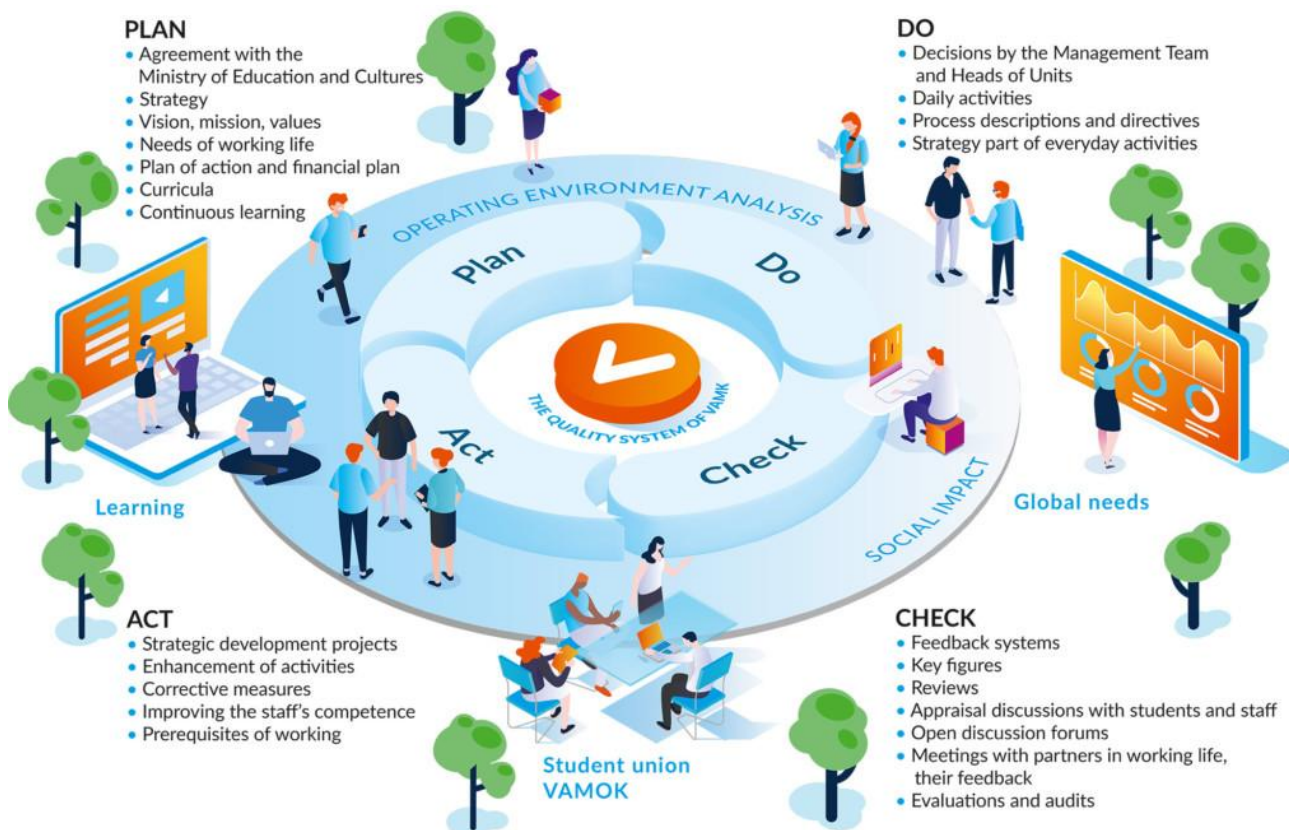 PLAN
• Agreement with the
Ministry of Education and Cultures
• Strategy
• Vision, mission, values
• Needs of working life
• Plan of action and financial plan
• Curricula
• Continuous learning
DO
• Decisions by the Management Team
and Heads of Units
• Daily activities
• Process descriptions and directives
• Strategy part of everyday activities
OPERATING ENVIRONMENT ANALYSIS
Plan
Do
THE QUALITY SYSTEM OF VAMK
Act
Check
SOCIAL IMPACT
Learning
Global needs
ACT
• Strategic development projects
• Enhancement of activities
• Corrective measures
• Improving the staff's competence
• Prerequisites of working
Student union
VAMOK
CHECK
• Feedback systems
• Key figures
• Reviews
• Appraisal discussions with students and staff
• Open discussion forums
• Meetings with partners in working life,
their feedback
• Evaluations and audits